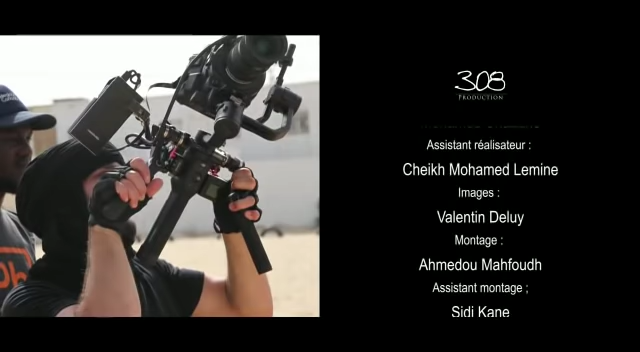 308
PRODUCTION
Assistant réalisateur :
Cheikh Mohamed Lemine
Images :
Valentin Deluy
Montage :
Ahmedou Mahfoudh
Assistant montage ;
Sidi Kane